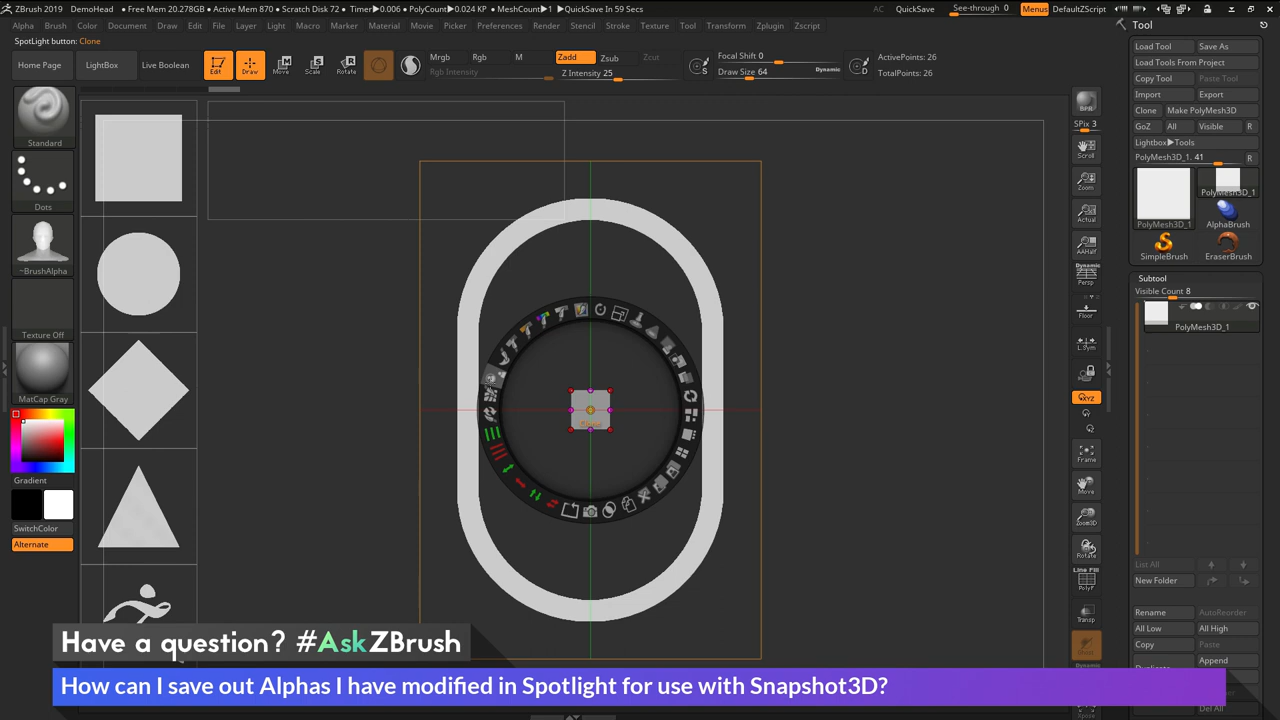 ZBrush 2019 DemoHead • Free Mem 20.278GB • Active Mem 870 • Scratch Disk 72 • Timer▶0.006 • PolyCount▶0.024 KP • MeshCount▶1 ▶QuickSave In 59 Secs AC QuickSave See-through 0 Menus DefaultZScript
Alpha Brush Color Document Draw Edit File Layer Light Macro Marker Material Movie Picker Preferences Render Stencil Stroke Texture Tool Transform Zplugin Zscript
SpotLight button: Clone
Home Page LightBox Live Boolean Edit Draw Move Scale Rotate
Mrgb Rgb M Zadd Zsub Zcut
Rgb Intensity Z Intensity 25
Focal Shift 0
Draw Size 64 Dynamic
ActivePoints: 26
TotalPoints: 26
Standard
Dots
~BrushAlpha
Texture Off
MatCap Gray
Gradient
SwitchColor
Alternate
BPR
SPix 3
Scroll
Zoom
Actual
AAHalf
Dynamic
Persp
Floor
L.Sym
XYZ
Frame
Move
Zoom3D
Rotate
Line Fill
PolyF
Transp
Dynamic
Tool
Load Tool Save As
Load Tools From Project
Copy Tool Paste Tool
Import Export
Clone Make PolyMesh3D
GoZ All Visible R
Lightbox▶Tools
PolyMesh3D_1. 41 R
PolyMesh3D_1 PolyMesh3D_1
AlphaBrush
SimpleBrush EraserBrush
Subtool
Visible Count 8
PolyMesh3D_1
List All
New Folder
Rename AutoReorder
All Low All High
Copy Paste
Append
Del All
Have a question? #AskZBrush
How can I save out Alphas I have modified in Spotlight for use with Snapshot3D?